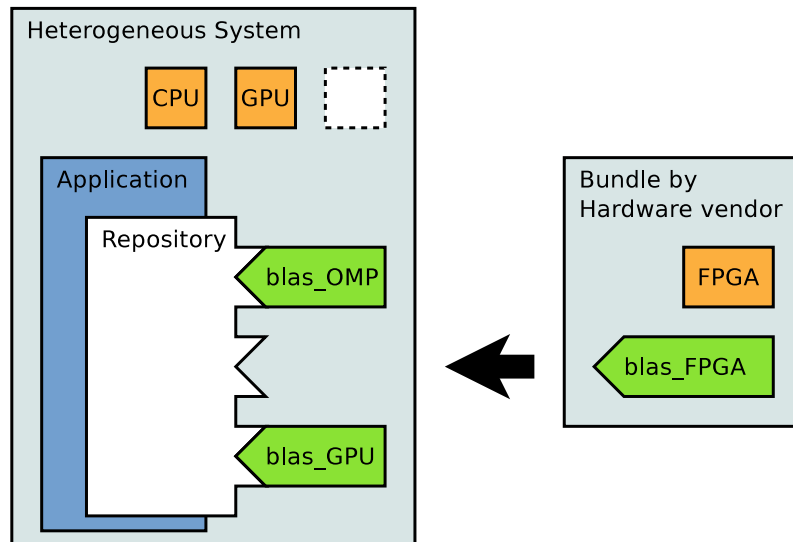 Heterogeneous System
CPU
GPU
Application
Repository
blas_OMP
blas_GPU
Bundle by
Hardware vendor
FPGA
blas_FPGA